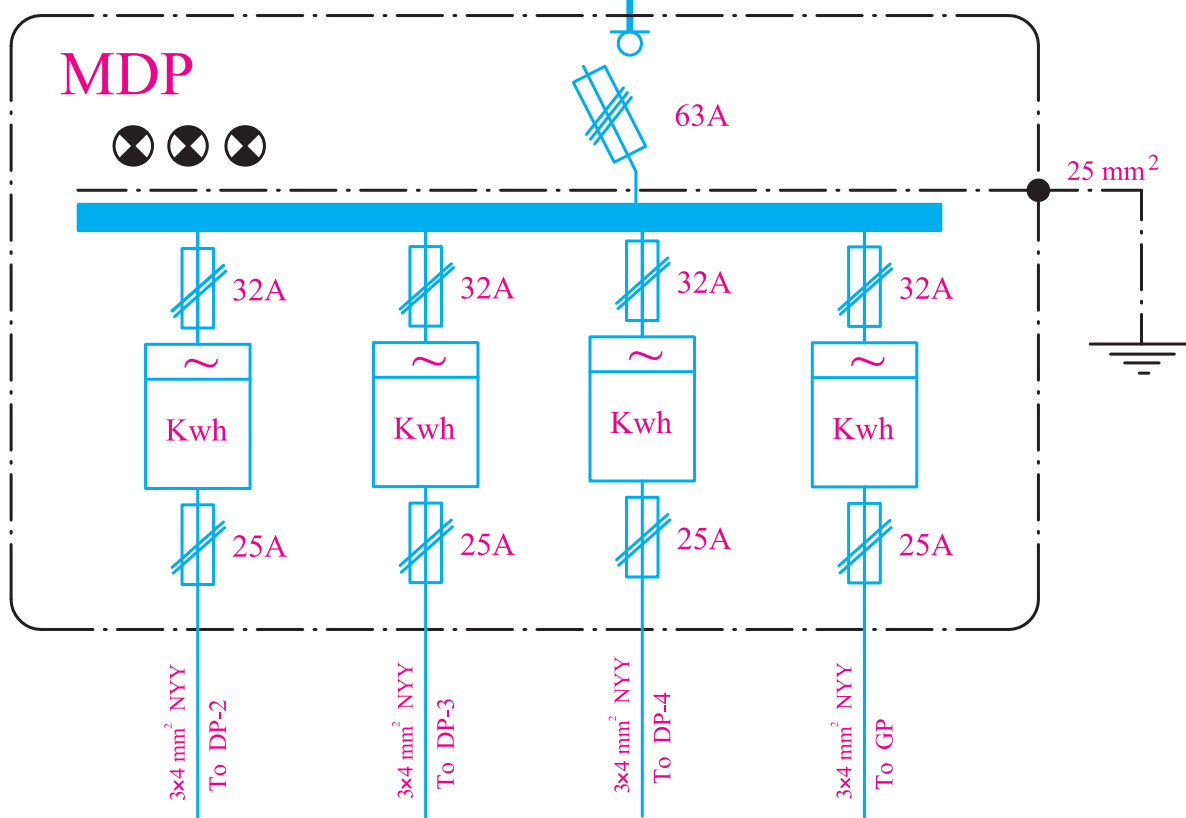 MDP
63A
25 mm²
32A
32A
32A
32A
~
~
~
~
Kwh
Kwh
Kwh
Kwh
25A
25A
25A
25A
3×4 mm² NYY
To DP-2
3×4 mm² NYY
To DP-3
3×4 mm² NYY
To DP-4
3×4 mm² NYY
To GP